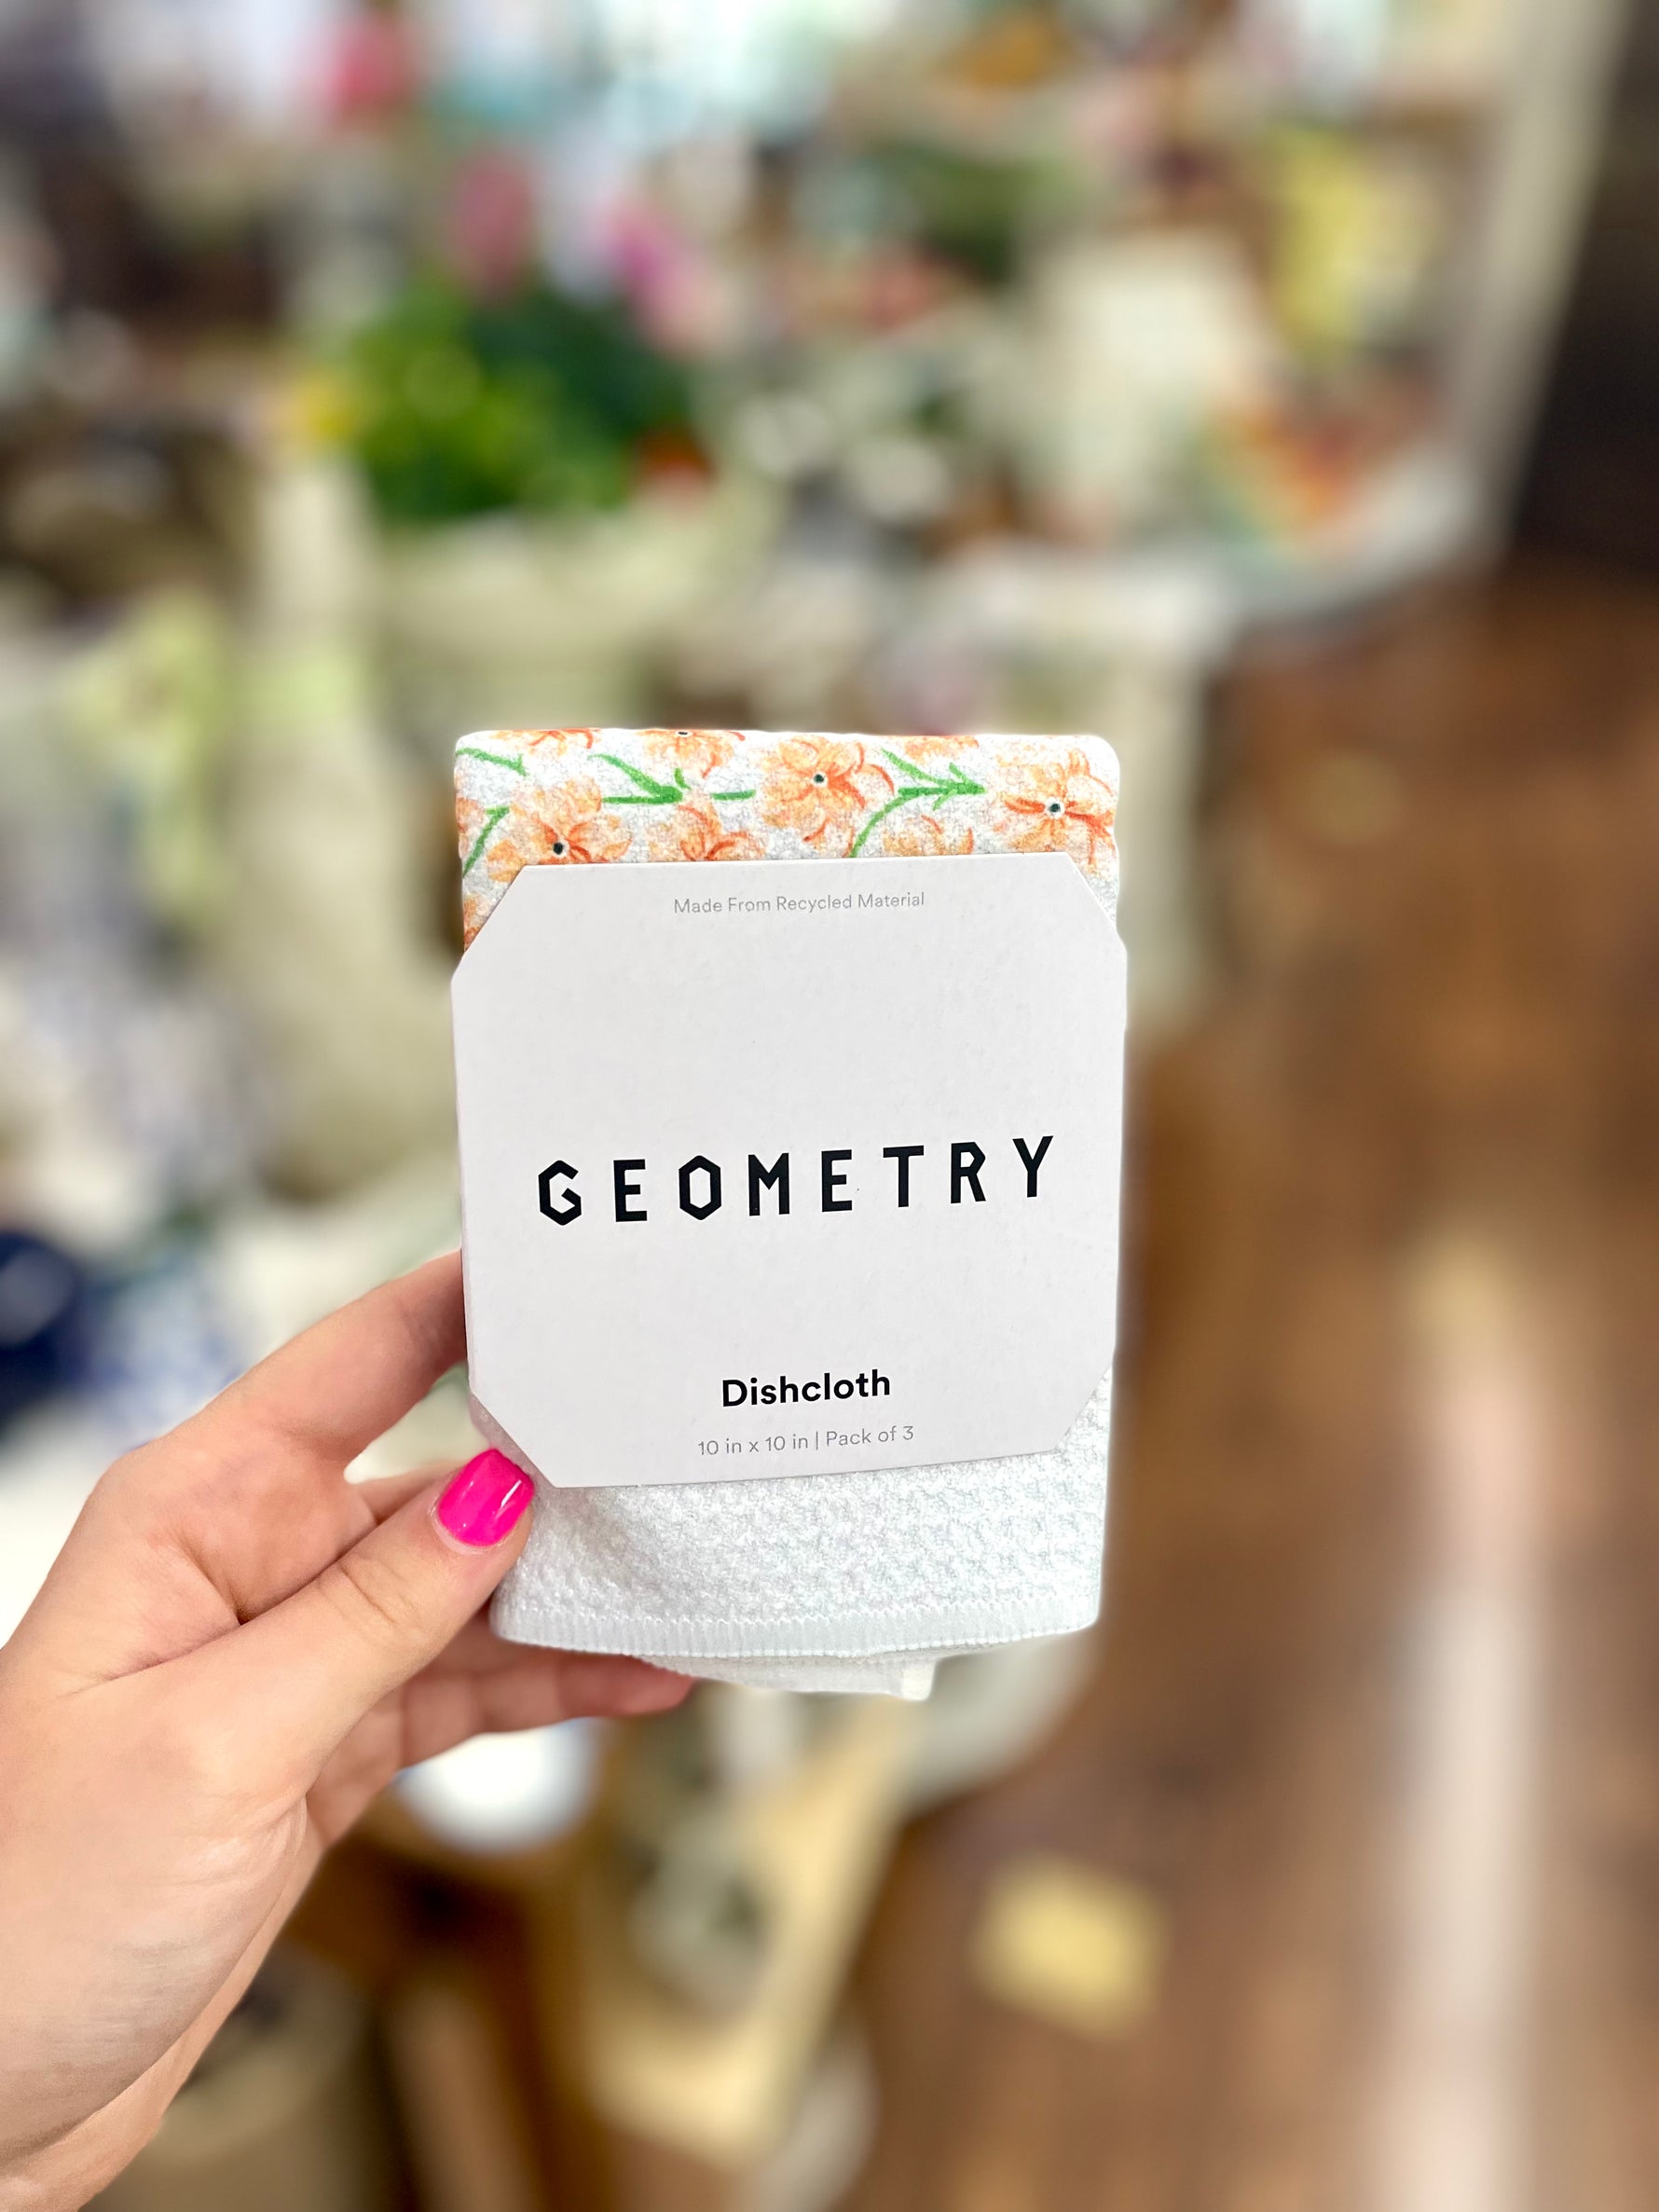 Made From Recycled Material
GEOMETRY
Dishcloth
10 in x 10 in | Pack of 3